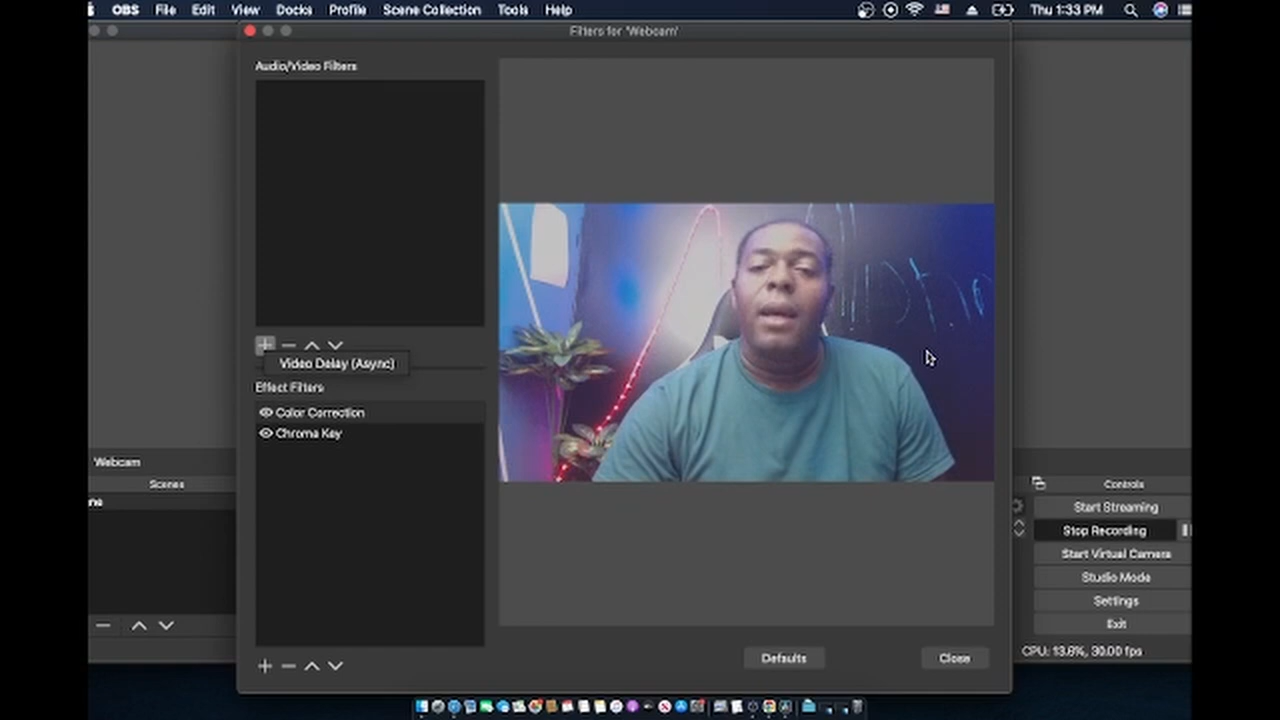 OBS File Edit View Docks Profile Scene Collection Tools Help Thu 1:33 PM
Filters for 'Webcam'
Audio/Video Filters
Video Delay (Async)
Effect Filters
Color Correction
Chroma Key
Webcam
Scenes
ne
Controls
Start Streaming
Stop Recording
Start Virtual Camera
Studio Mode
Settings
Exit
Defaults
Close
CPU: 13.6%, 30.00 fps